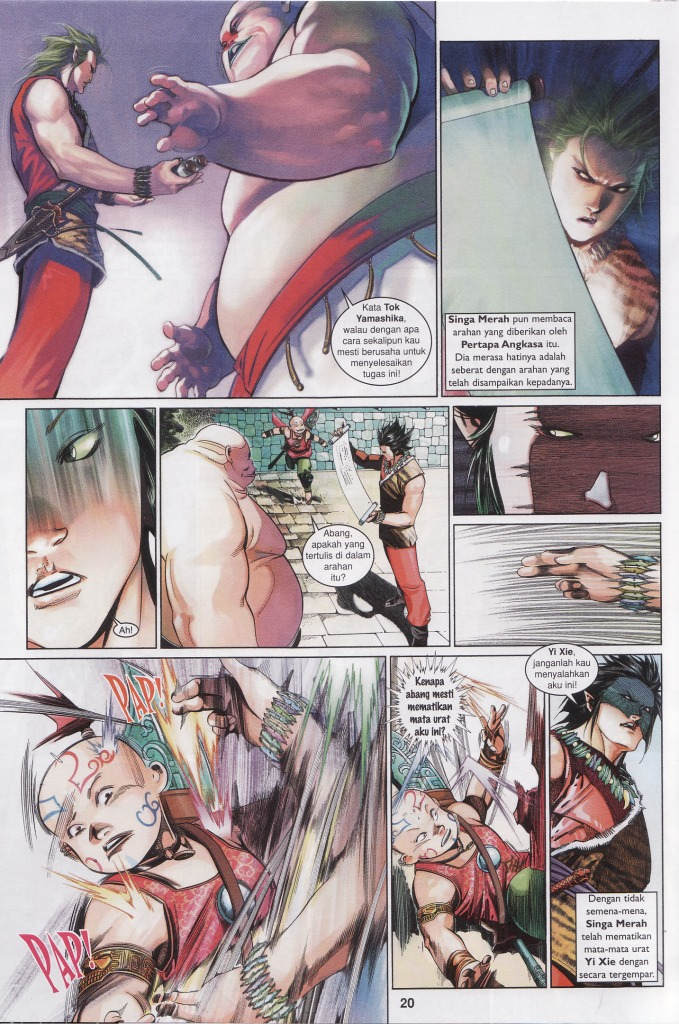 Kata Tok
Yamashika,
walau dengan apa
cara sekalipun kau
mesti berusaha untuk
menyelesaikan
tugas ini!
Singa Merah pun membaca
arahan yang diberikan oleh
Pertapa Angkasa itu.
Dia merasa hatinya adalah
seberat dengan arahan yang
telah disampaikan kepadanya.
Ah!
Abang,
apakah yang
tertulis di dalam
arahan
itu?
PAP!
PAP!
Kenapa
abang mesti
mematikan
mata urat
aku ini?
Yi Xie,
janganlah kau
menyalahkan
aku ini!
Dengan tidak
semena-mena,
Singa Merah
telah mematikan
mata-mata urat
Yi Xie dengan
secara tergempar.
20